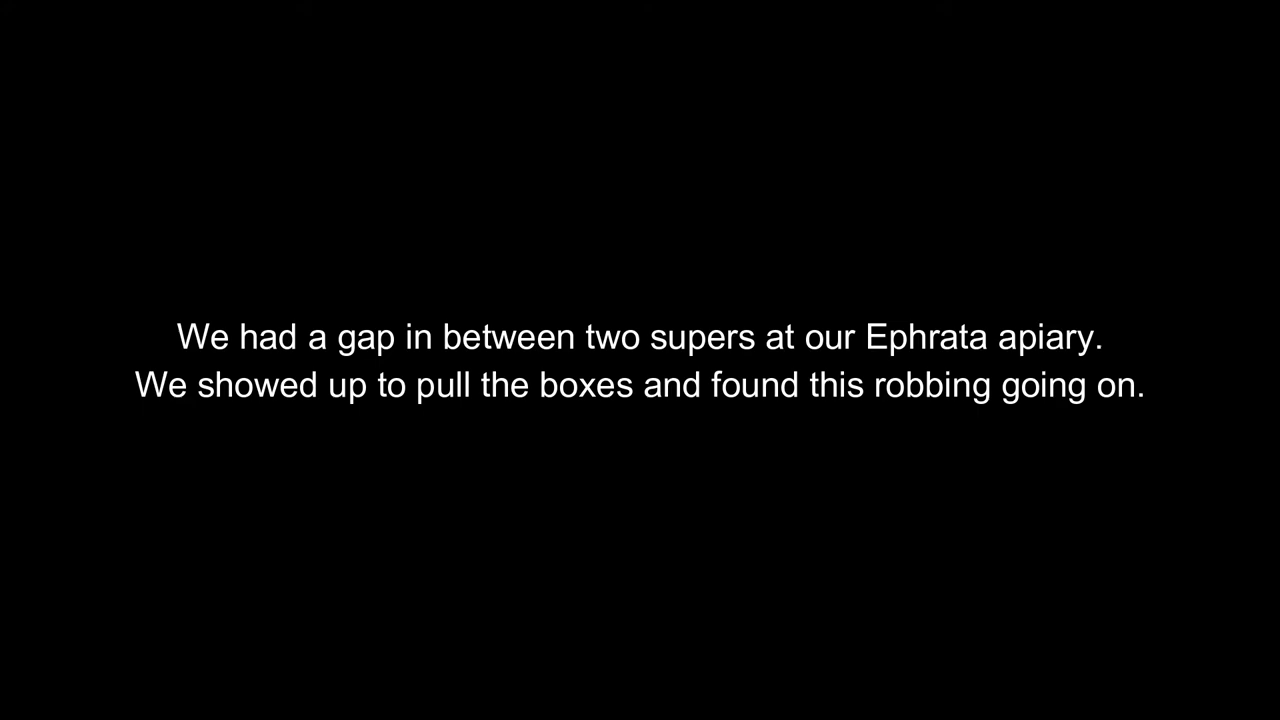 We had a gap in between two supers at our Ephrata apiary.
We showed up to pull the boxes and found this robbing going on.